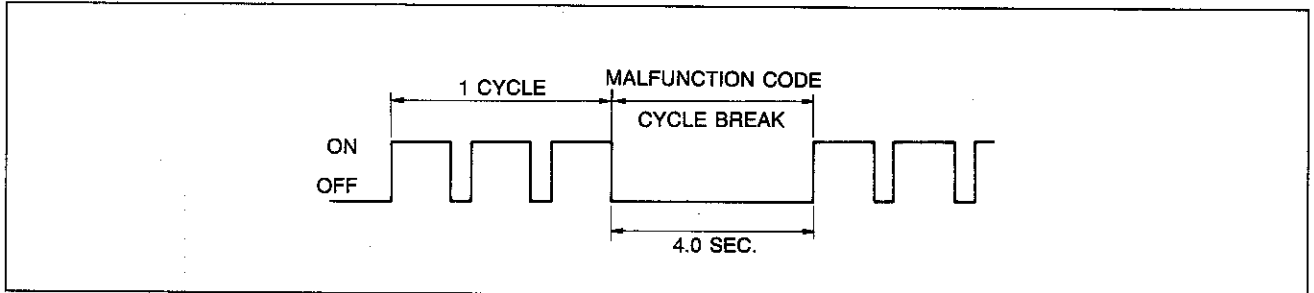 1 CYCLE
MALFUNCTION CODE
CYCLE BREAK
ON
OFF
4.0 SEC.